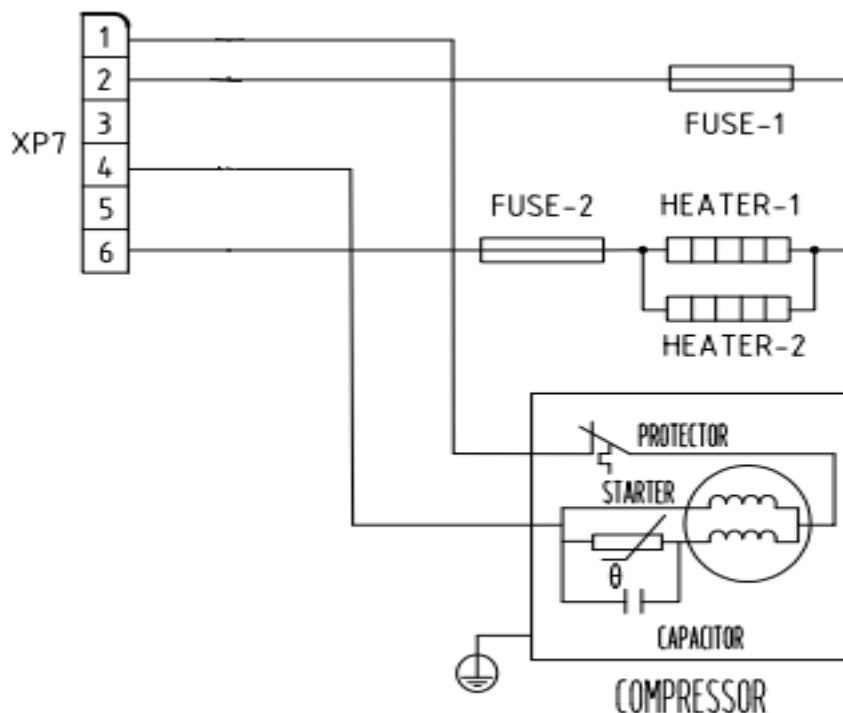 1
2
3
XP7
4
5
6
FUSE-1
FUSE-2
HEATER-1
HEATER-2
PROTECTOR
STARTER
θ
CAPACITOR
COMPRESSOR